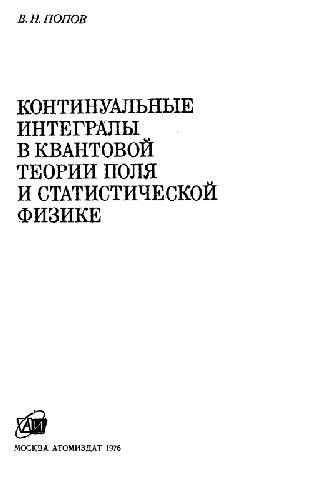 В. Н. ПОПОВ
КОНТИНУАЛЬНЫЕ
ИНТЕГРАЛЫ
В КВАНТОВОЙ
ТЕОРИИ ПОЛЯ
И СТАТИСТИЧЕСКОЙ
ФИЗИКЕ
АИ
МОСКВА АТОМИЗДАТ 1976